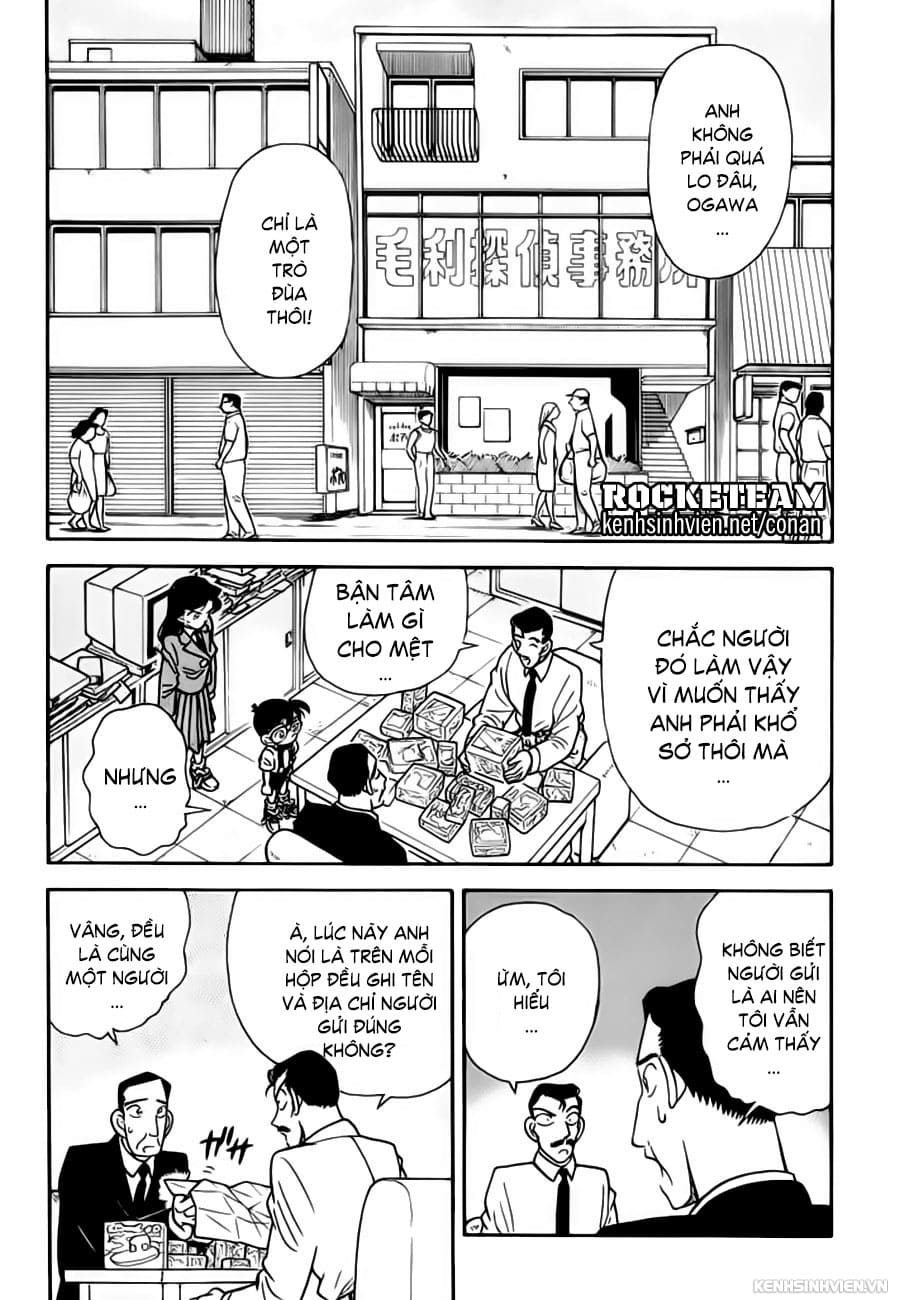 ANH
KHÔNG
PHẢI QUÁ
LO ĐÂU,
OGAWA
...
CHỈ LÀ
MỘT
TRÒ
ĐÙA
THÔI!
毛利探偵事務所
ROCKETEAM
kenhsinhvien.net/conan
CHẮC NGƯỜI
ĐÓ LÀM VẬY
VÌ MUỐN THẤY
ANH PHẢI KHỔ
SỞ THÔI MÀ
...
BẬN TÂM
LÀM GÌ
CHO MỆT
...
NHƯNG
...
KHÔNG BIẾT
NGƯỜI GỬI
LÀ AI NÊN
TÔI VẪN
CẢM THẤY
...
ỪM, TÔI
HIỂU
...
À, LÚC NÀY ANH
NÓI LÀ TRÊN MỖI
HỘP ĐỀU GHI TÊN
VÀ ĐỊA CHỈ NGƯỜI
GỬI ĐÚNG
KHÔNG?
VÂNG, ĐỀU
LÀ CÙNG
MỘT NGƯỜI
...
KENHSINHVIEN.VN